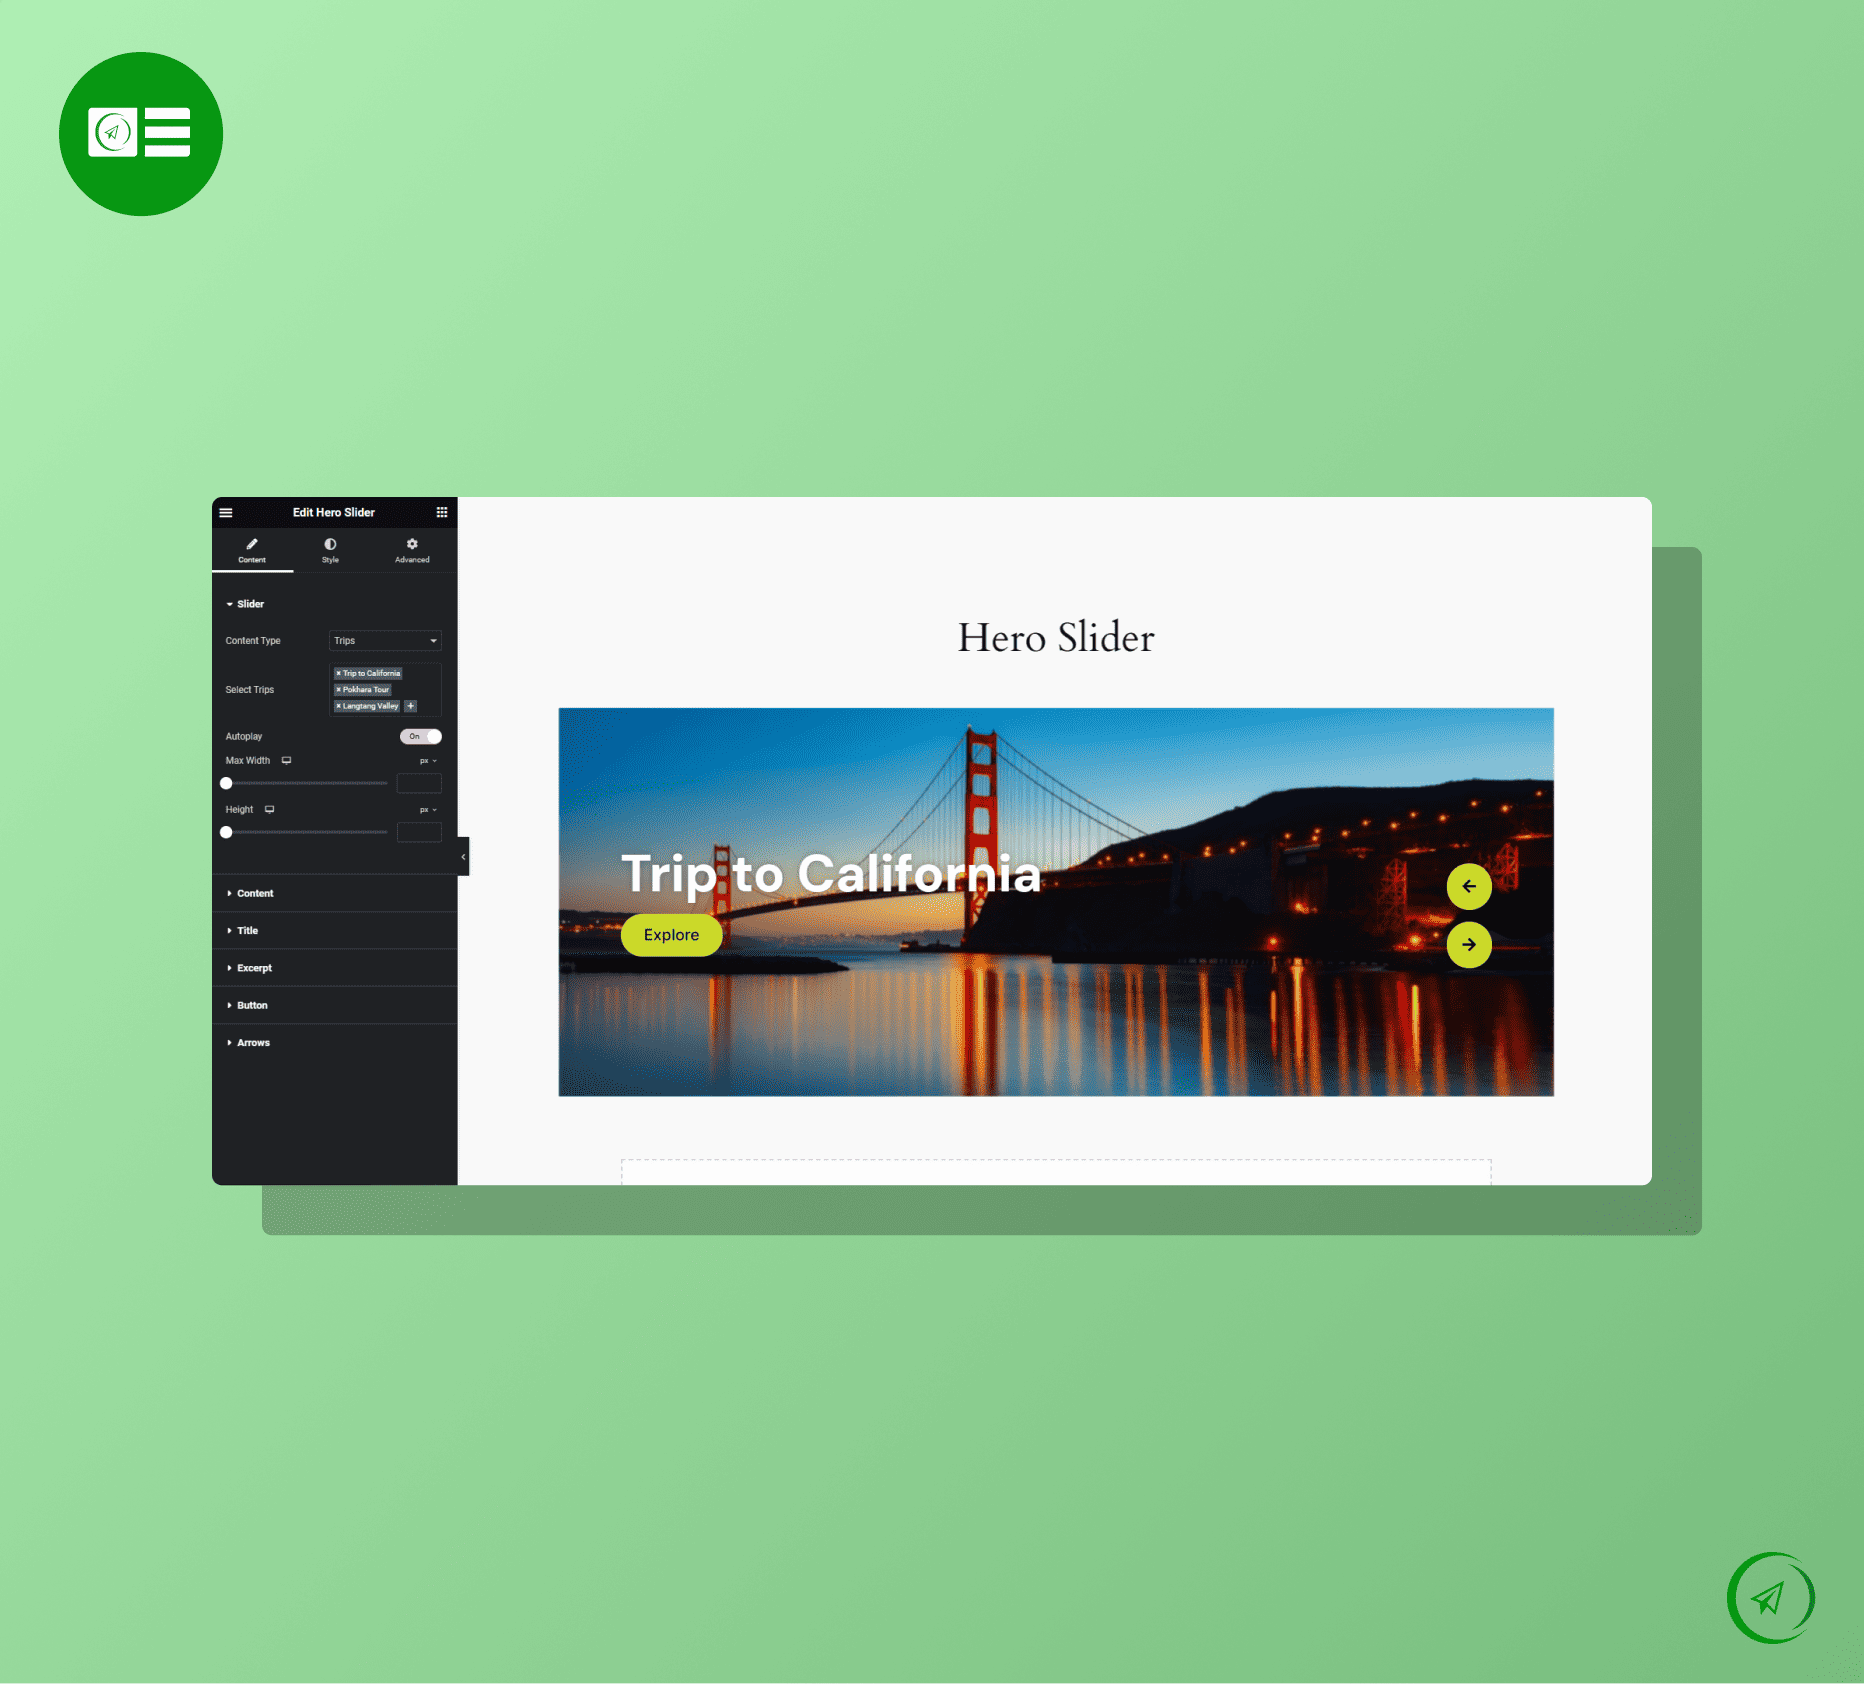 Edit Hero Slider
Content
Style
Advanced
Slider
Content Type
Trips
Select Trips
× Trip to California
× Pokhara Tour
× Langtang Valley +
Autoplay
On
Max Width
px
Height
px
Content
Title
Excerpt
Button
Arrows
Hero Slider
Trip to California
Explore